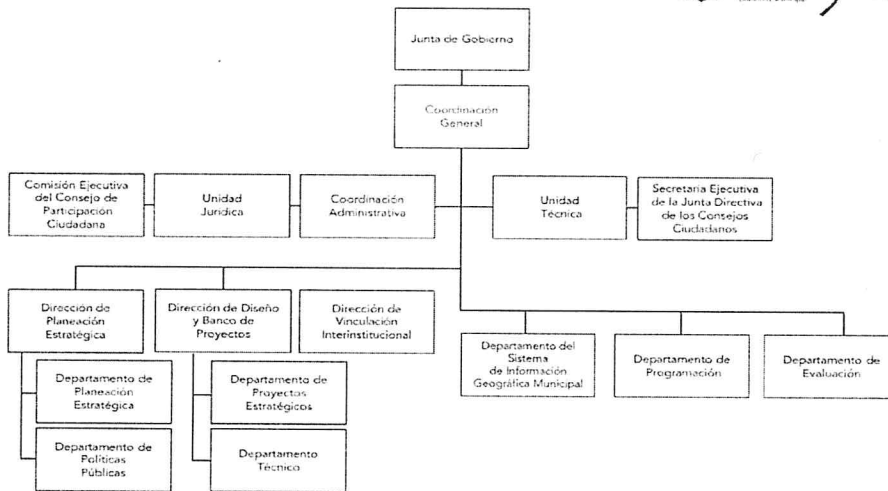 Junta de Gobierno
Coordinación
General
Comisión Ejecutiva
del Consejo de
Participación
Ciudadana
Unidad
Jurídica
Coordinación
Administrativa
Unidad
Técnica
Secretaria Ejecutiva
de la Junta Directiva
de los Consejos
Ciudadanos
Dirección de
Planeación
Estratégica
Dirección de Diseño
y Banco de
Proyectos
Dirección de
Vinculación
Interinstitucional
Departamento del
Sistema
de Información
Geográfica Municipal
Departamento de
Programación
Departamento de
Evaluación
Departamento de
Planeación
Estratégica
Departamento de
Proyectos
Estratégicos
Departamento de
Políticas
Públicas
Departamento
Técnico